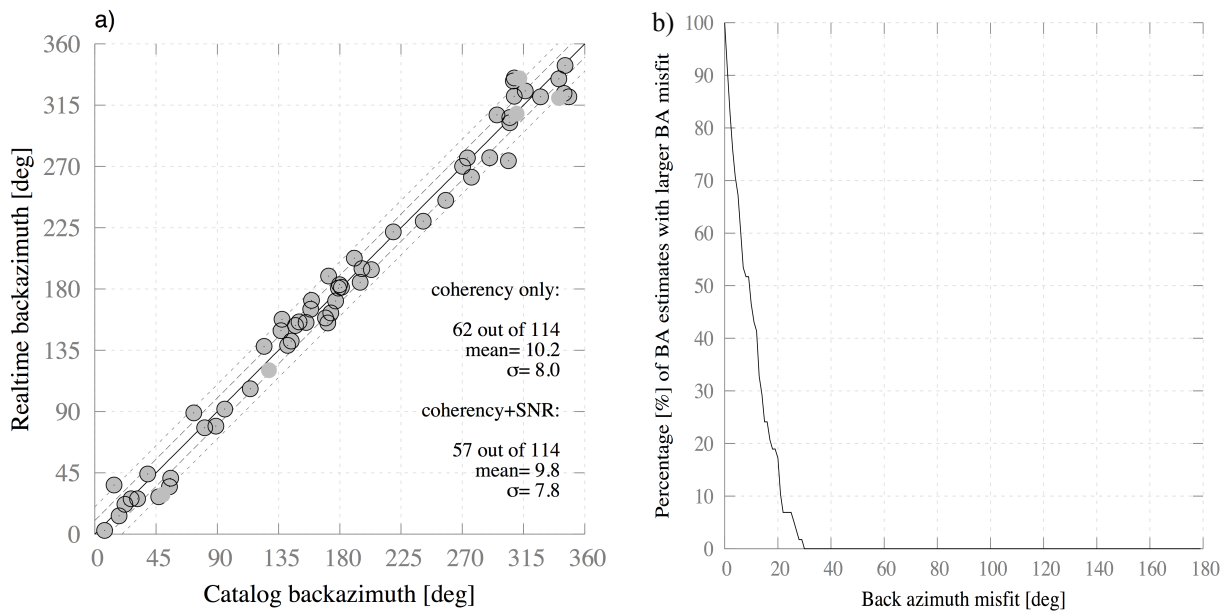 a)
Realtime backazimuth [deg]
360
315
270
225
180
135
90
45
0
0 45 90 135 180 225 270 315 360
Catalog backazimuth [deg]
coherency only:
62 out of 114
mean= 10.2
σ= 8.0
coherency+SNR:
57 out of 114
mean= 9.8
σ= 7.8
b)
Percentage [%] of BA estimates with larger BA misfit
100
90
80
70
60
50
40
30
20
10
0
0 20 40 60 80 100 120 140 160 180
Back azimuth misfit [deg]